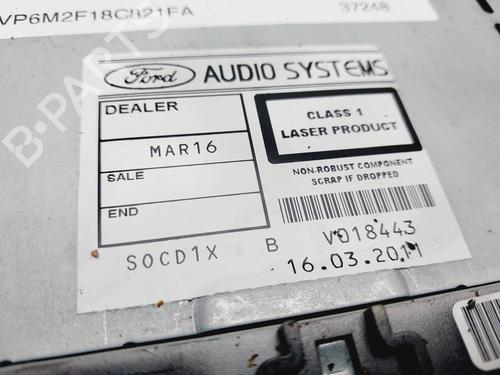 VP6M2F18C821FA 37248
Ford AUDIO SYSTEMS
DEALER
MAR16
SALE
END
CLASS 1
LASER PRODUCT
NON-ROBUST COMPONENT
SCRAP IF DROPPED
SOCD1X B V018443
16.03.2011
B-PARTS